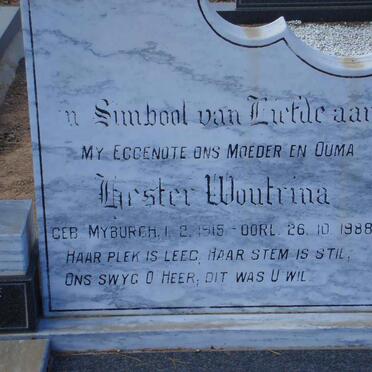 'n Simbool van Liefde aan
My Eggenote ons Moeder en Ouma
Hester Woutrina
Geb. Myburgh. 1. 2. 1915 - Oorl. 26. 10. 1988
Haar plek is leeg, Haar stem is stil,
Ons swyg O Heer, dit was U wil.